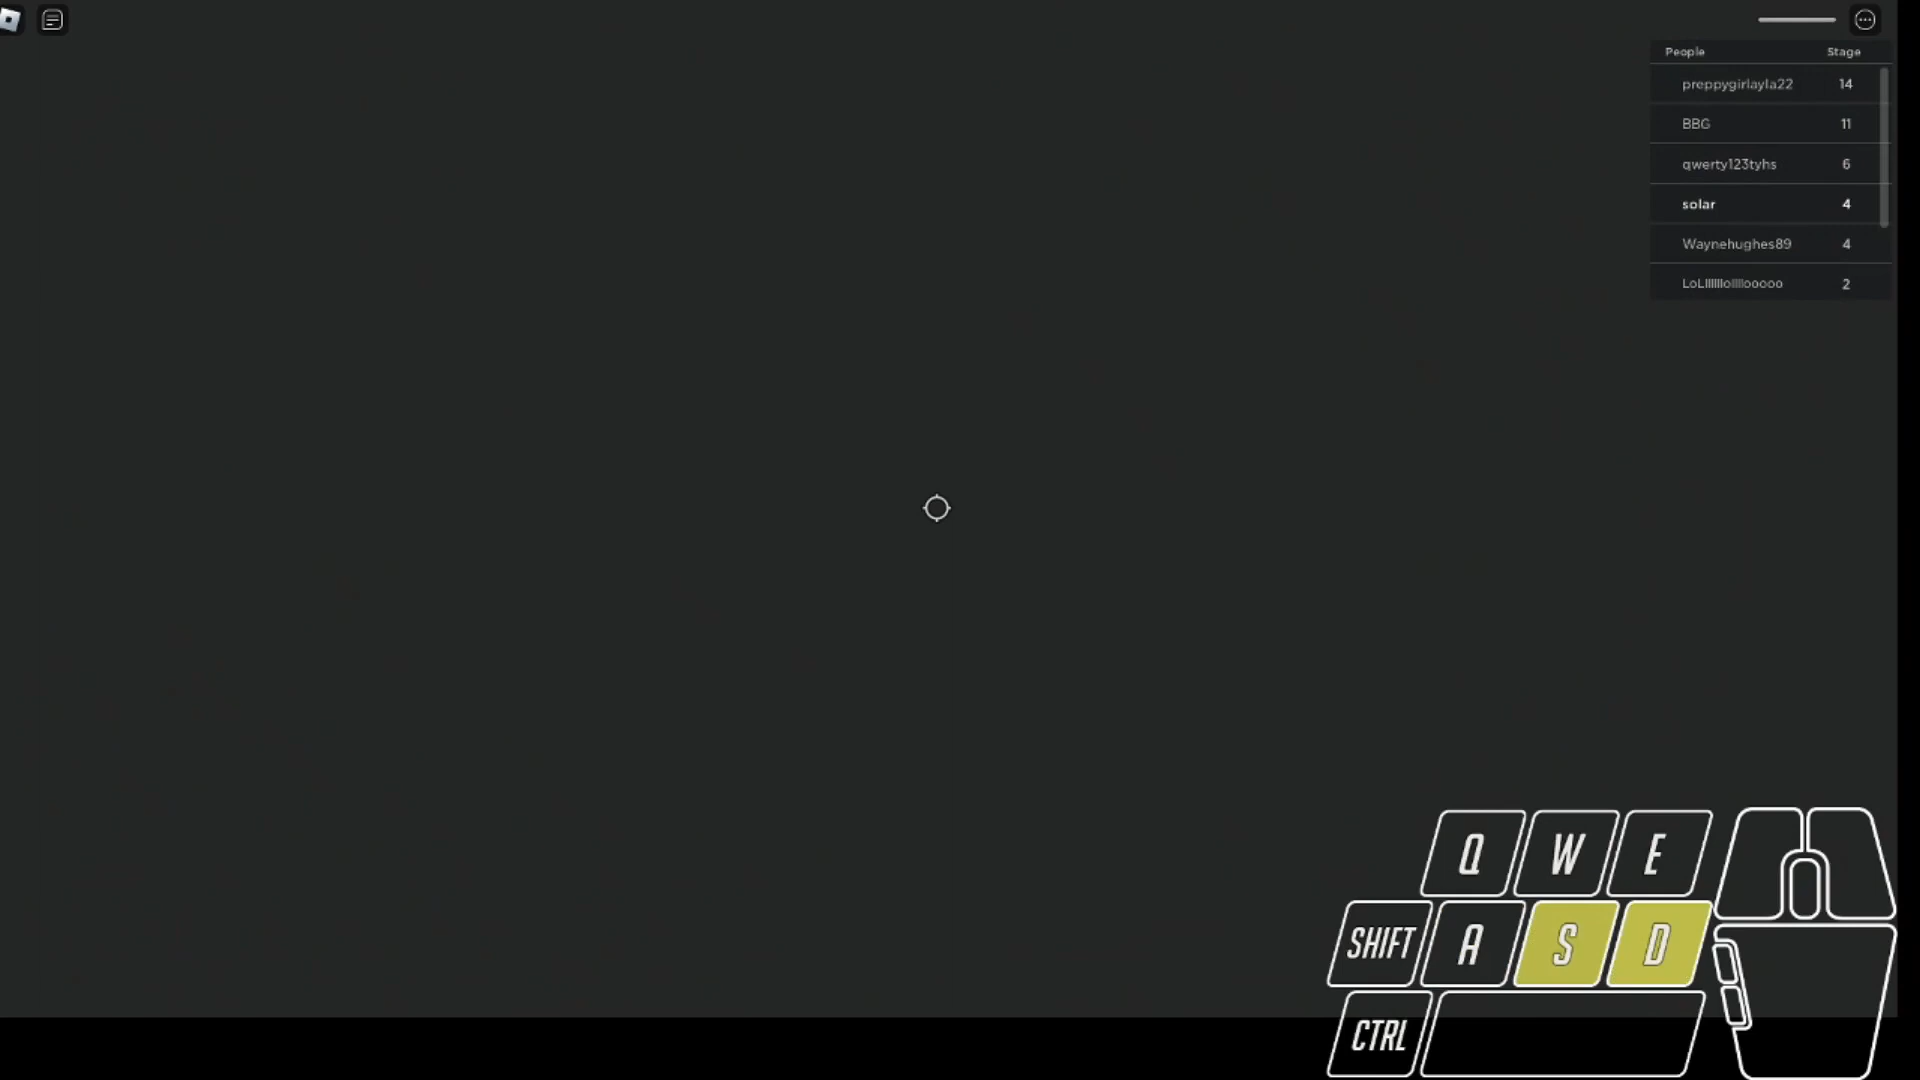 People Stage
preppygirlayla22 14
BBG 11
qwerty123tyhs 6
solar 4
Waynehughes89 4
2
Q W E
SHIFT A S D
CTRL